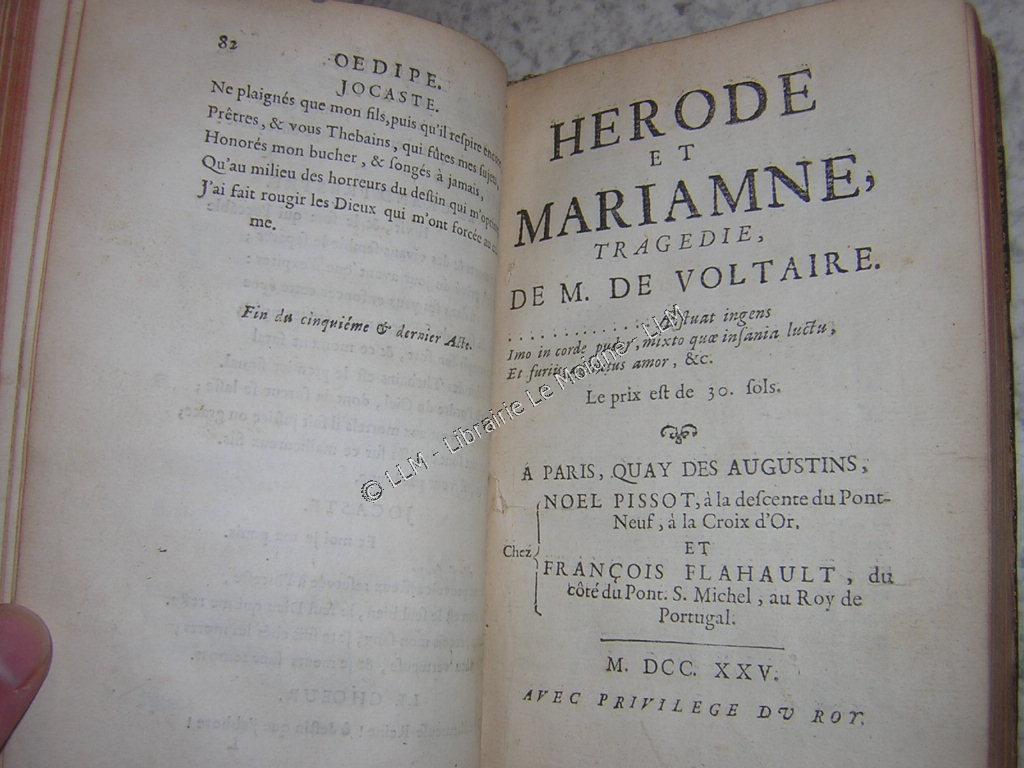 82
OEDIPE.
JOCASTE.
Ne plaignés que mon fils, puis qu'il respire encore
Prêtres, & vous Thebains, qui fûtes mes sujets,
Honorés mon bucher, & songés à jamais,
Qu'au milieu des horreurs du destin qui m'oprime
J'ai fait rougir les Dieux qui m'ont forcée au
me.
Fin du cinquiéme & dernier Acte.
HERODE
ET
MARIAMNE,
TRAGEDIE,
DE M. DE VOLTAIRE.
. . . . . . . . . . . . Æstuat ingens
Imo in corde pudor, mixto quæ insania luctu,
Et furiis amor, &c.
Le prix est de 30. sols.
A PARIS, QUAY DES AUGUSTINS,
Chez
NOEL PISSOT, à la descente du Pont-
Neuf, à la Croix d'Or.
ET
FRANÇOIS FLAHAULT, du
côté du Pont. S. Michel, au Roy de
Portugal.
M. DCC. XXV.
AVEC PRIVILEGE DU ROY.
© LLM - Librairie Le Moigne - LLM